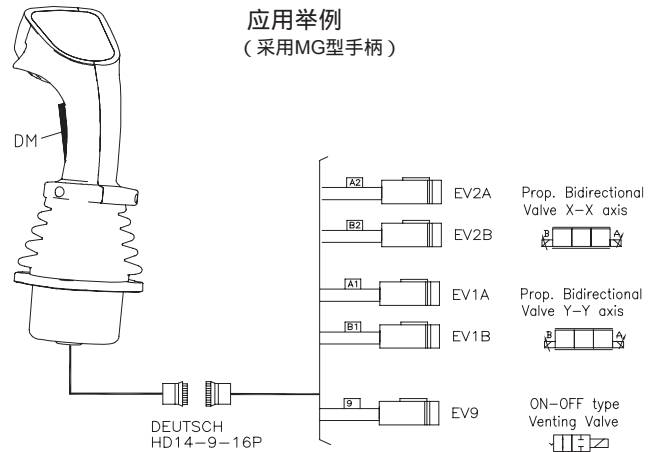 应用举例
（采用MG型手柄）
DM
A2
EV2A
Prop. Bidirectional
Valve X-X axis
B A
B2
EV2B
A1
EV1A
Prop. Bidirectional
Valve Y-Y axis
B A
B1
EV1B
9
EV9
ON-OFF type
Venting Valve
DEUTSCH
HD14-9-16P